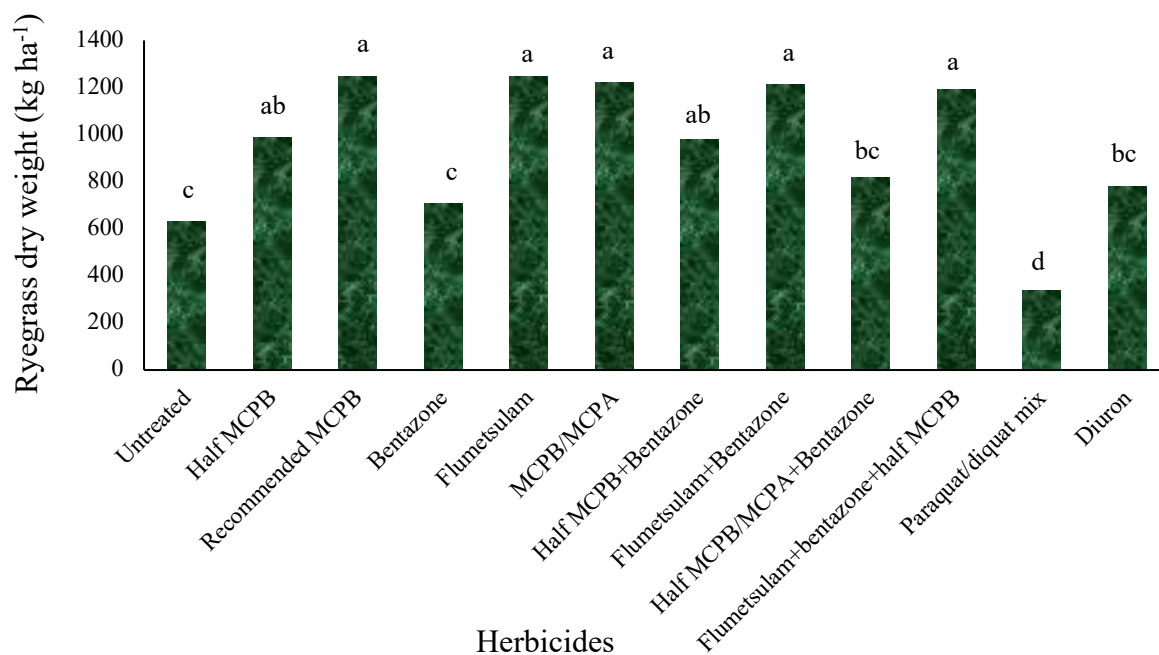 Ryegrass dry weight (kg ha-1)
1400
1200
1000
800
600
400
200
0
c
ab
a
c
a
a
ab
a
bc
a
d
bc
Untreated
Half MCPB
Recommended MCPB
Bentazone
Flumetsulam
MCPB/MCPA
Half MCPB+Bentazone
Flumetsulam+Bentazone
Half MCPB/MCPA+Bentazone
Flumetsulam+bentazone+half MCPB
Paraquat/diquat mix
Diuron
Herbicides